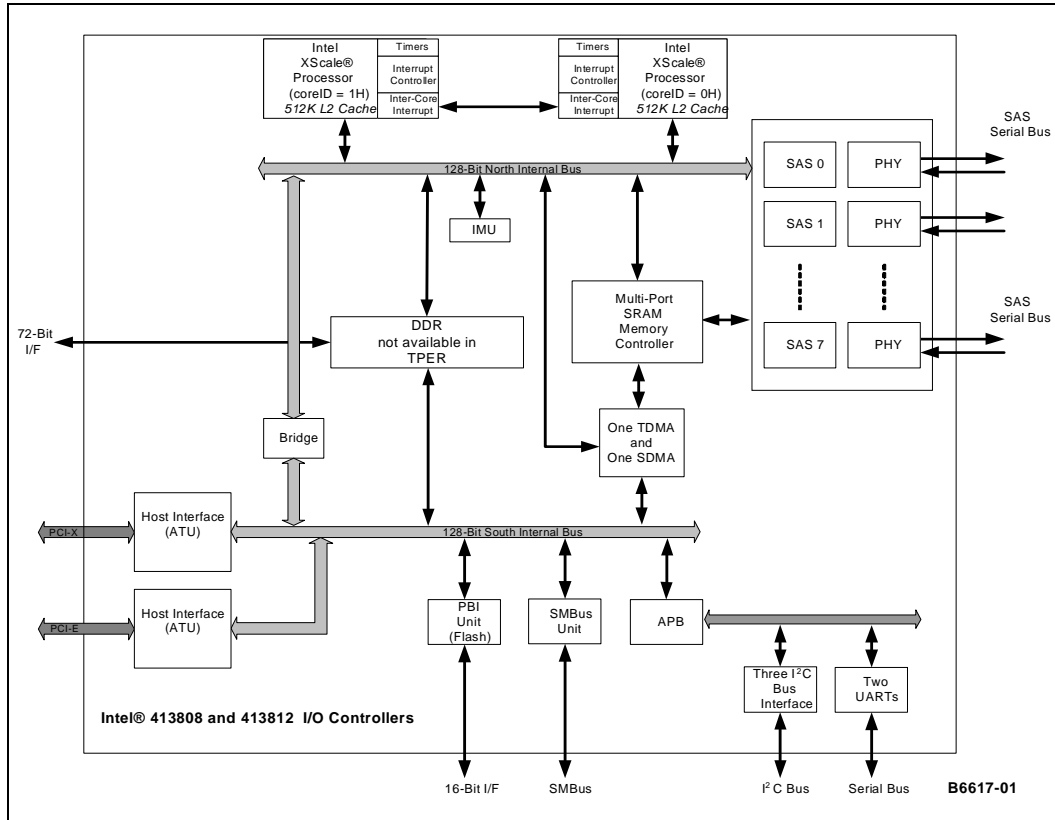 Intel
XScale®
Processor
(coreID = 1H)
512K L2 Cache
Timers
Interrupt
Controller
Inter-Core
Interrupt
Timers
Interrupt
Controller
Inter-Core
Interrupt
Intel
XScale®
Processor
(coreID = 0H)
512K L2 Cache
SAS
Serial Bus
128-Bit North Internal Bus
SAS 0
PHY
SAS 1
PHY
SAS 7
PHY
SAS
Serial Bus
IMU
Multi-Port
SRAM
Memory
Controller
72-Bit
I/F
DDR
not available in
TPER
Bridge
One TDMA
and
One SDMA
PCI-X
Host Interface
(ATU)
128-Bit South Internal Bus
PCI-E
Host Interface
(ATU)
PBI
Unit
(Flash)
SMBus
Unit
APB
Three I²C
Bus
Interface
Two
UARTs
Intel® 413808 and 413812 I/O Controllers
16-Bit I/F
SMBus
I² C Bus
Serial Bus
B6617-01